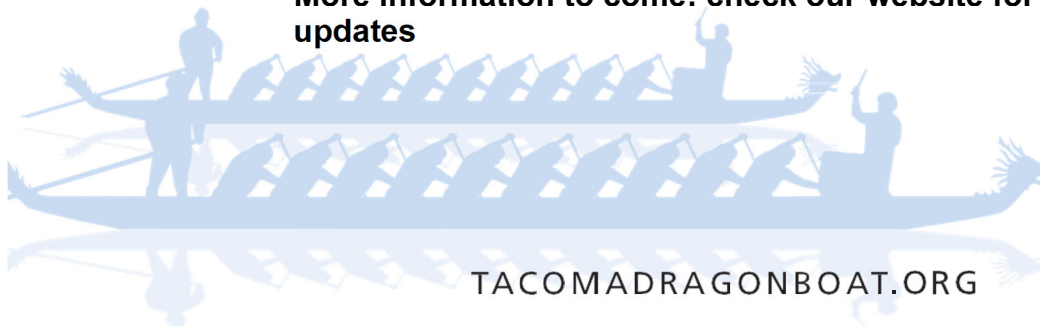 More information to come: check our website for
updates
TACOMADRAGONBOAT.ORG